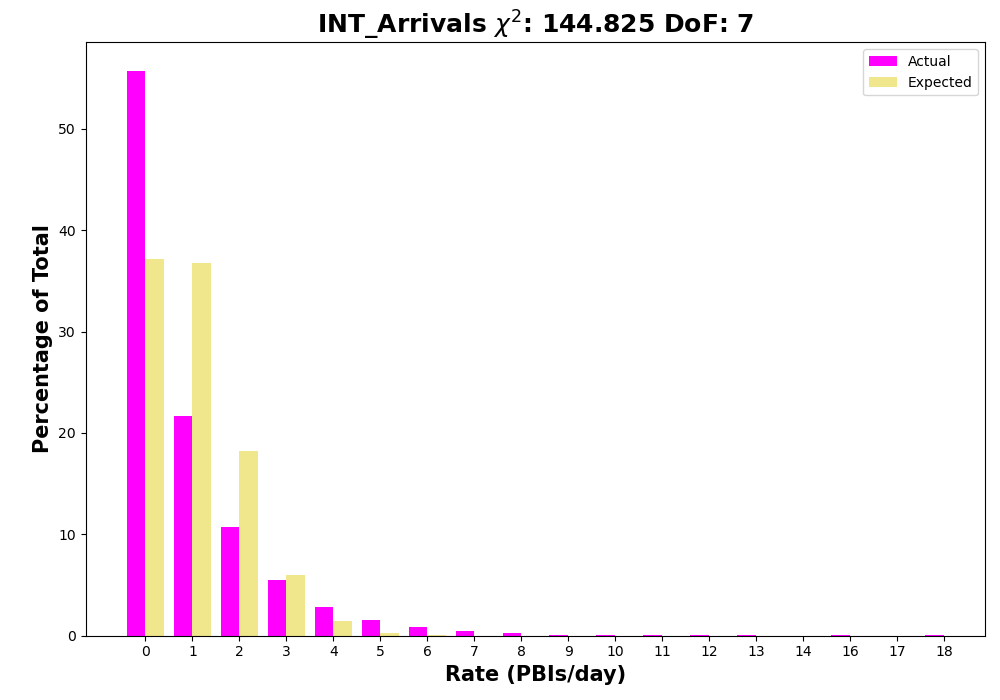 INT_Arrivals χ²: 144.825 DoF: 7
Actual
Expected
Percentage of Total
50
40
30
20
10
0
0 1 2 3 4 5 6 7 8 9 10 11 12 13 14 16 17 18
Rate (PBIs/day)